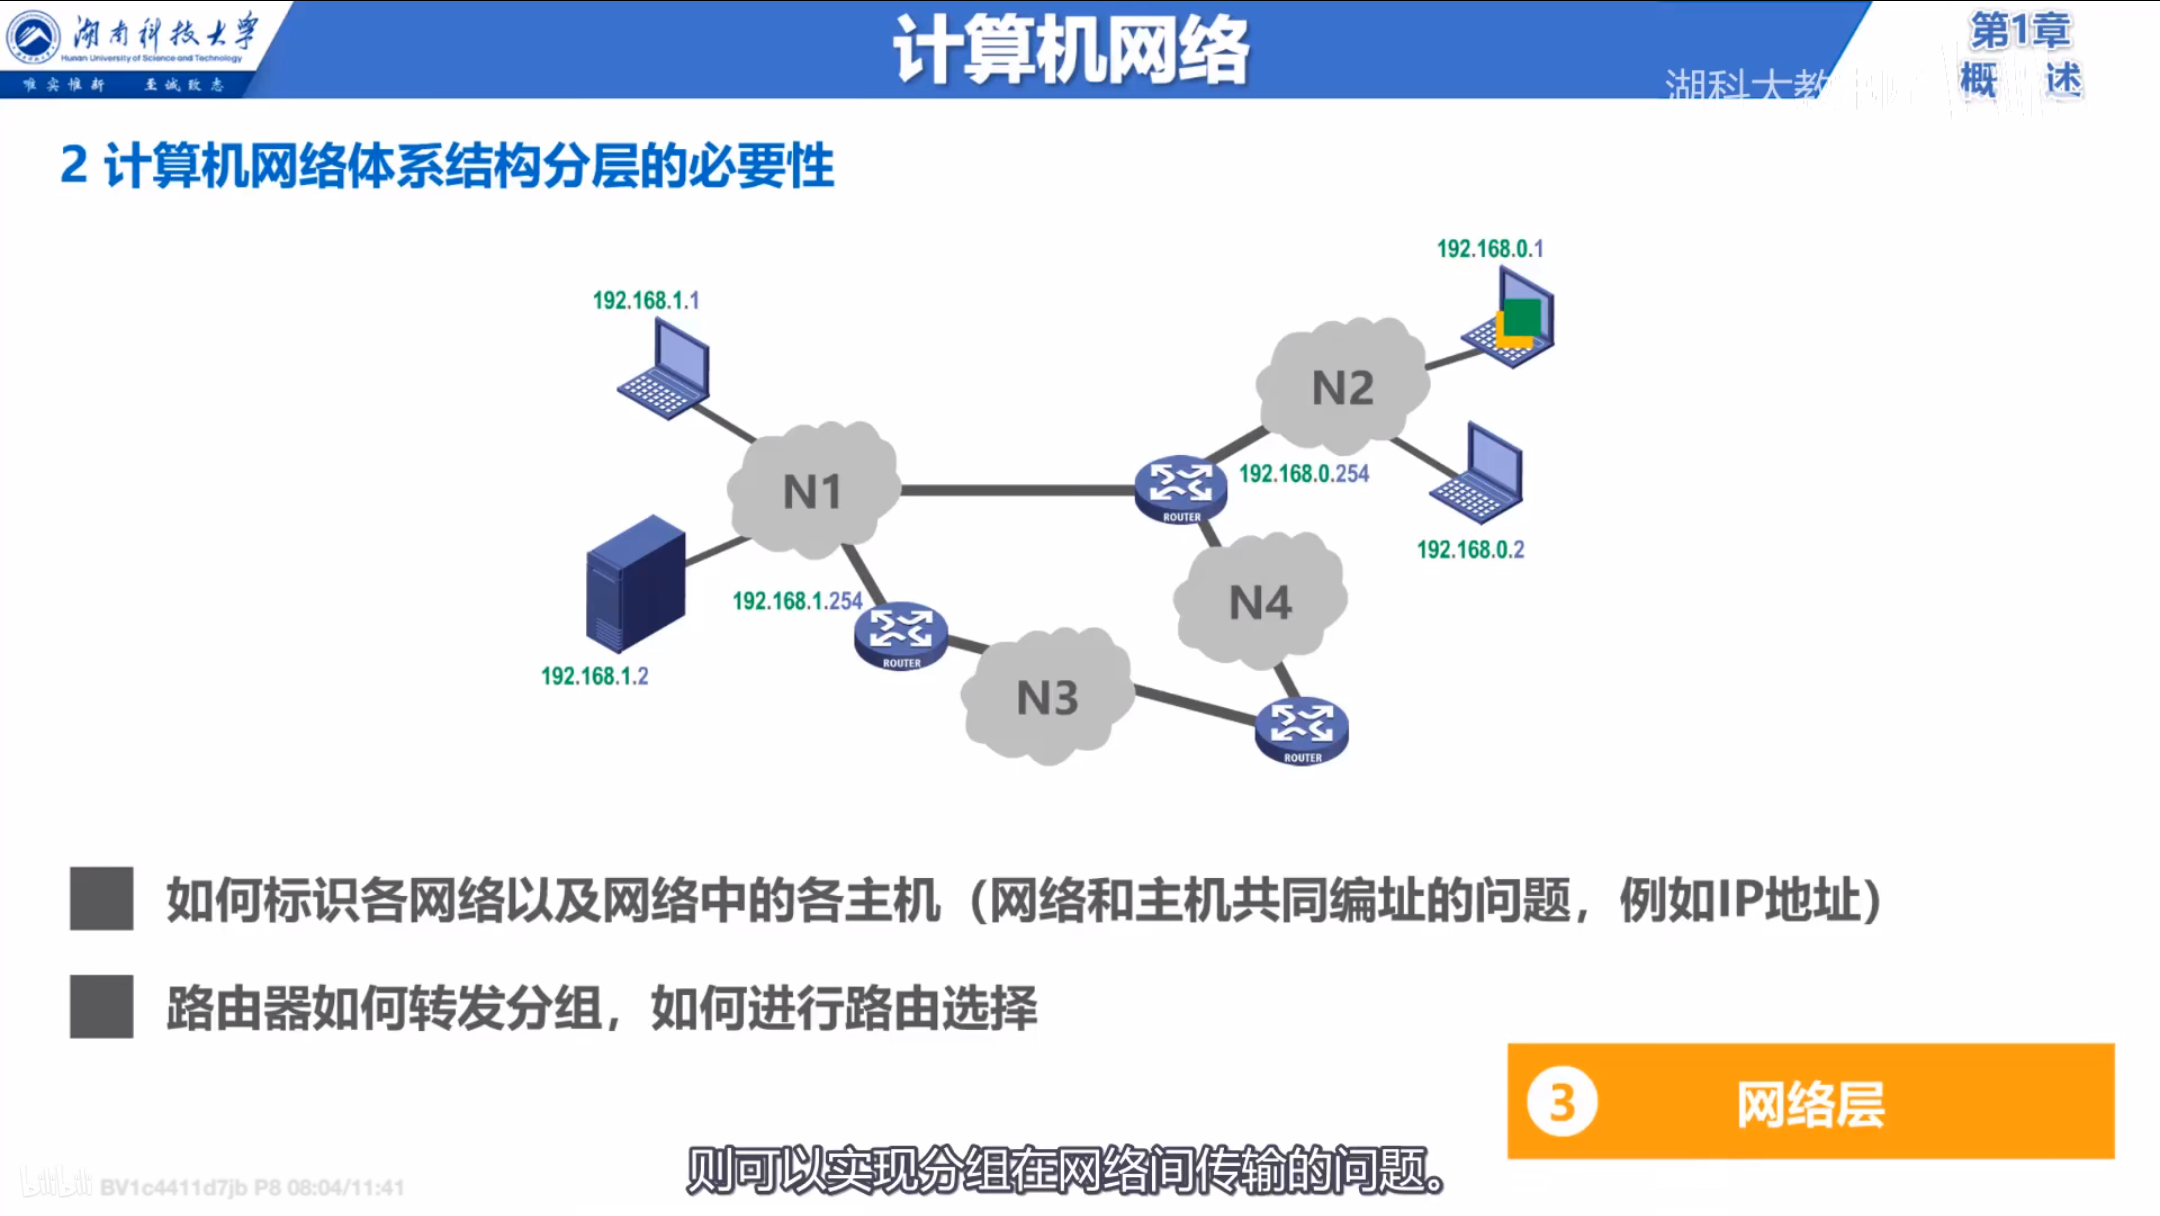 湖南科技大学
Hunan University of Science and Technology
唯实惟新 至诚致志
计算机网络
第1章
概 述
湖科大教
2 计算机网络体系结构分层的必要性
192.168.0.1
192.168.1.1
N2
N1
192.168.0.254
ROUTER
192.168.0.2
N4
192.168.1.254
ROUTER
192.168.1.2
N3
ROUTER
如何标识各网络以及网络中的各主机（网络和主机共同编址的问题，例如IP地址）
路由器如何转发分组，如何进行路由选择
3 网络层
则可以实现分组在网络间传输的问题。
bilibili BV1c4411d7jb P8 08:04/11:41